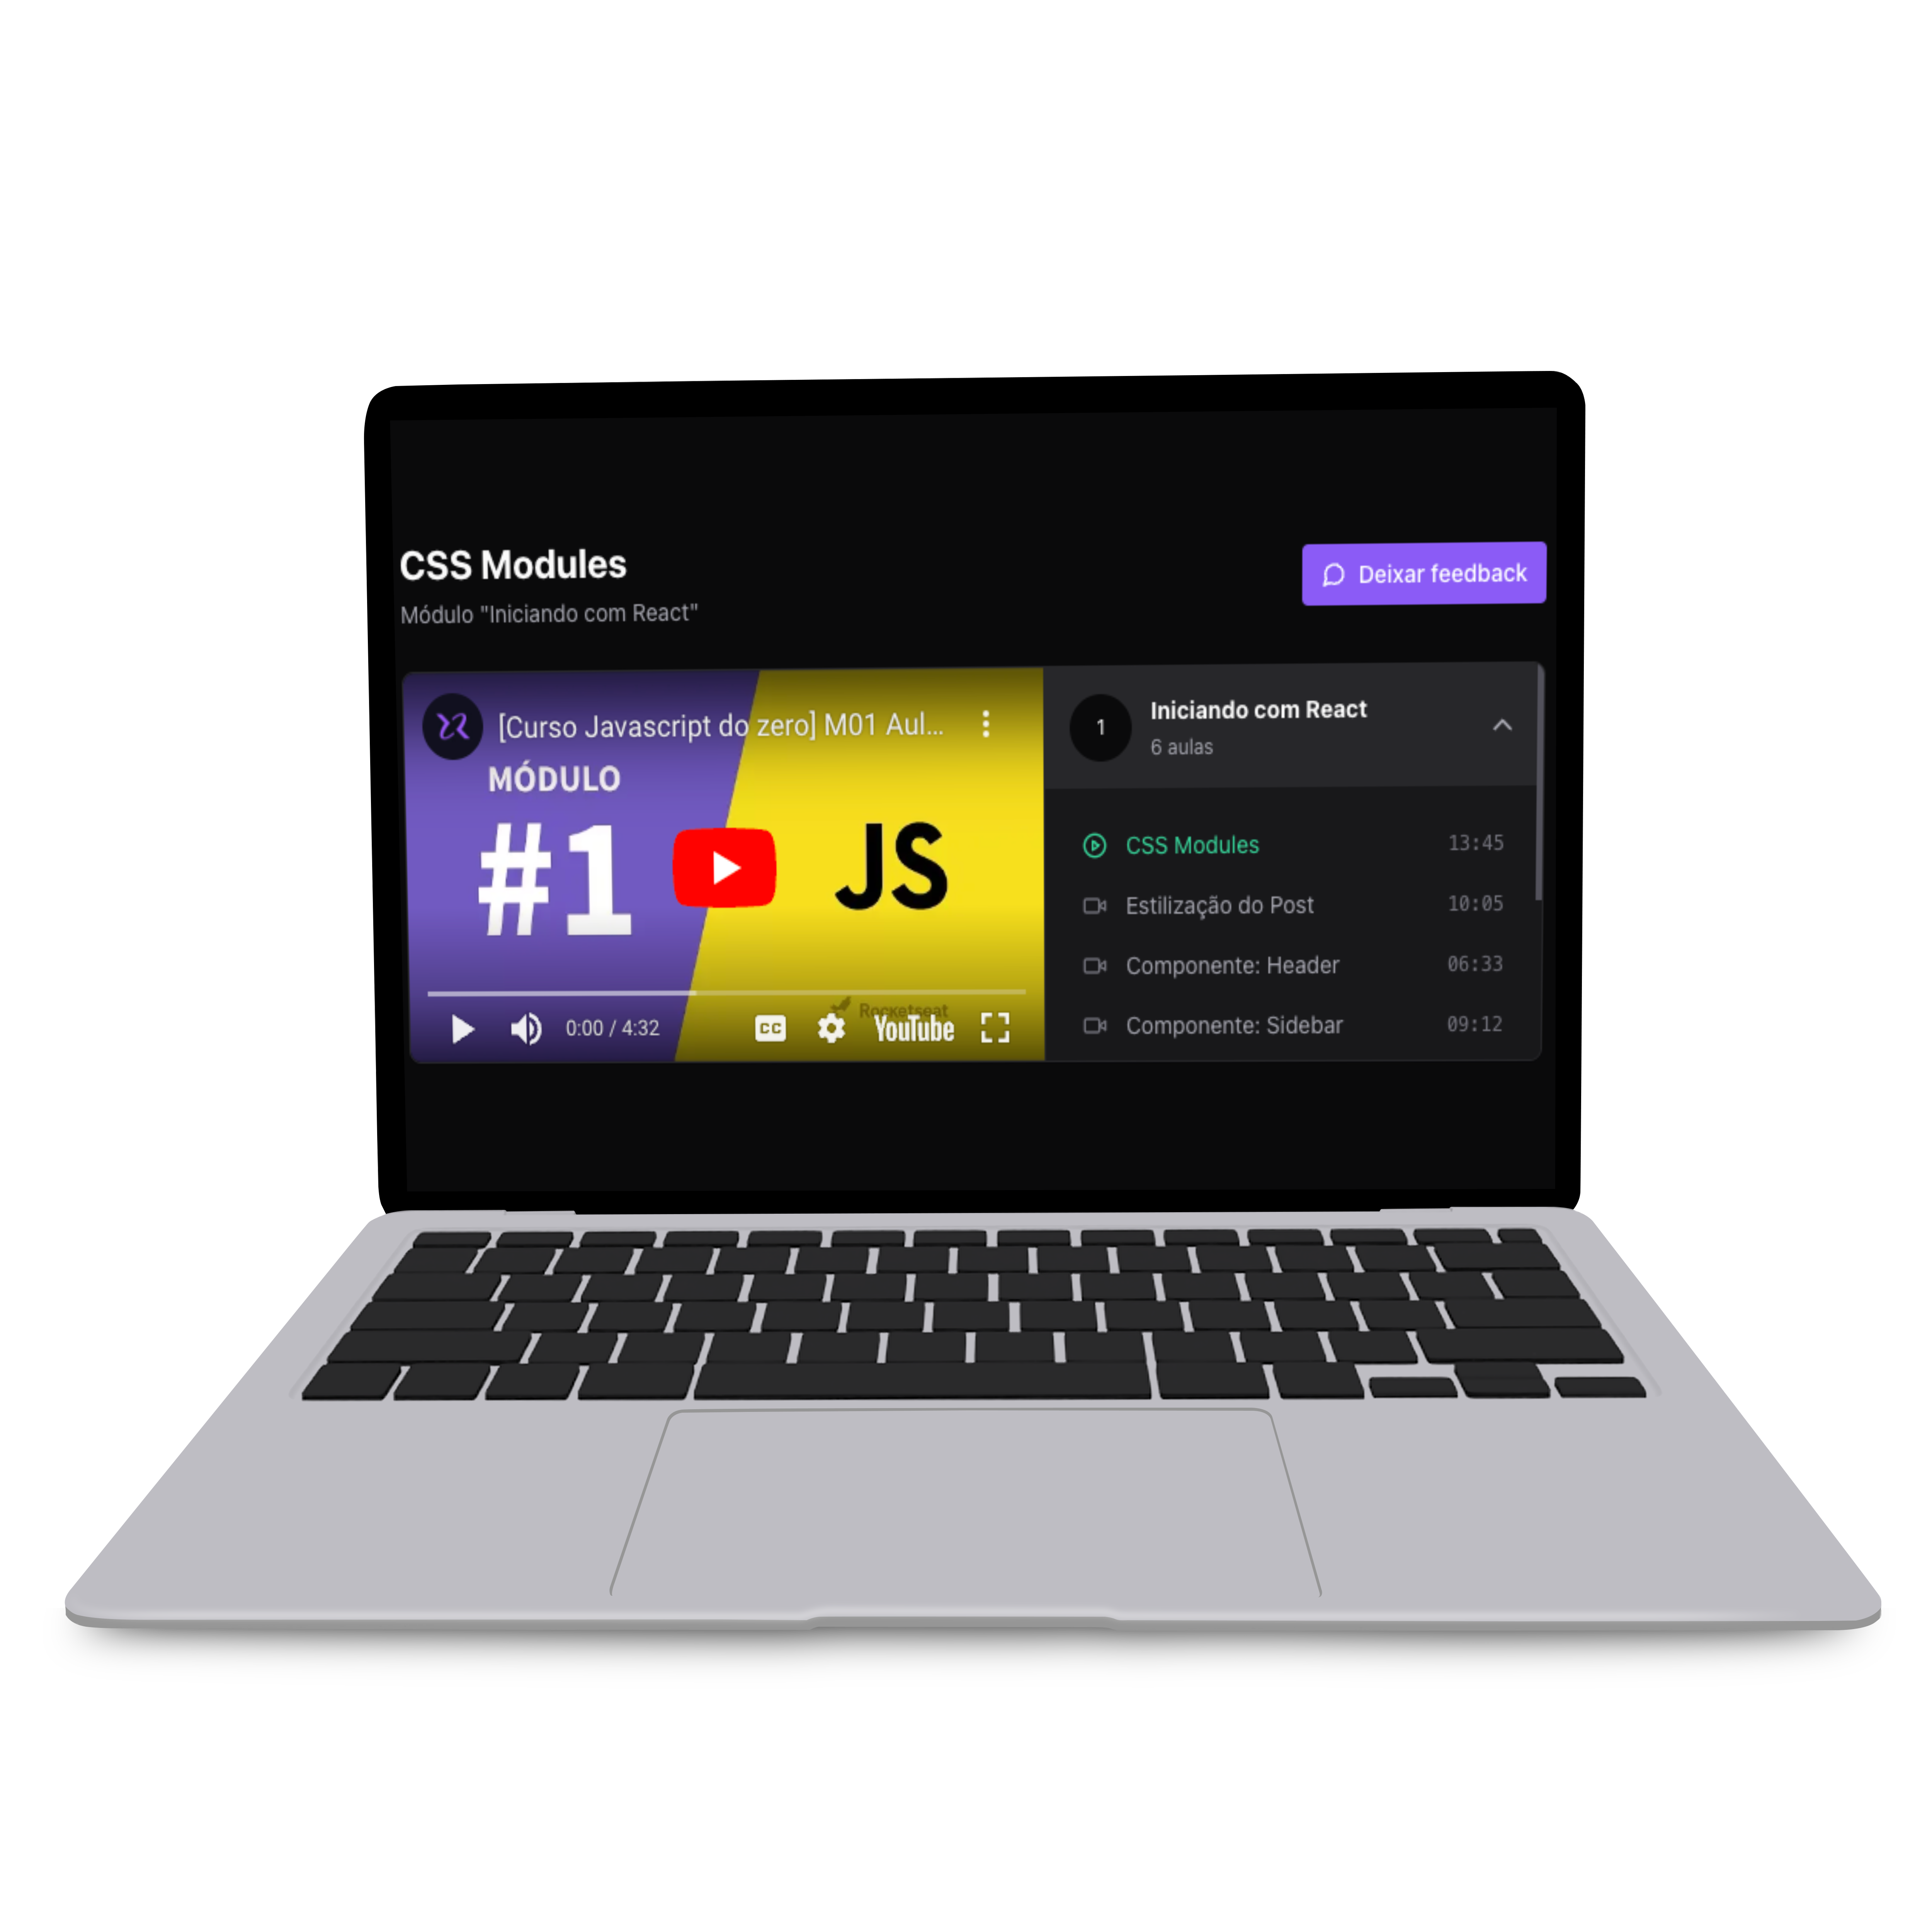 CSS Modules
Módulo "Iniciando com React"
Deixar feedback
[Curso Javascript do zero] M01 Aul...
MÓDULO
#1
JS
Rocketseat
0:00 / 4:32
CC
YouTube
1
Iniciando com React
6 aulas
CSS Modules 13:45
Estilização do Post 10:05
Componente: Header 06:33
Componente: Sidebar 09:12